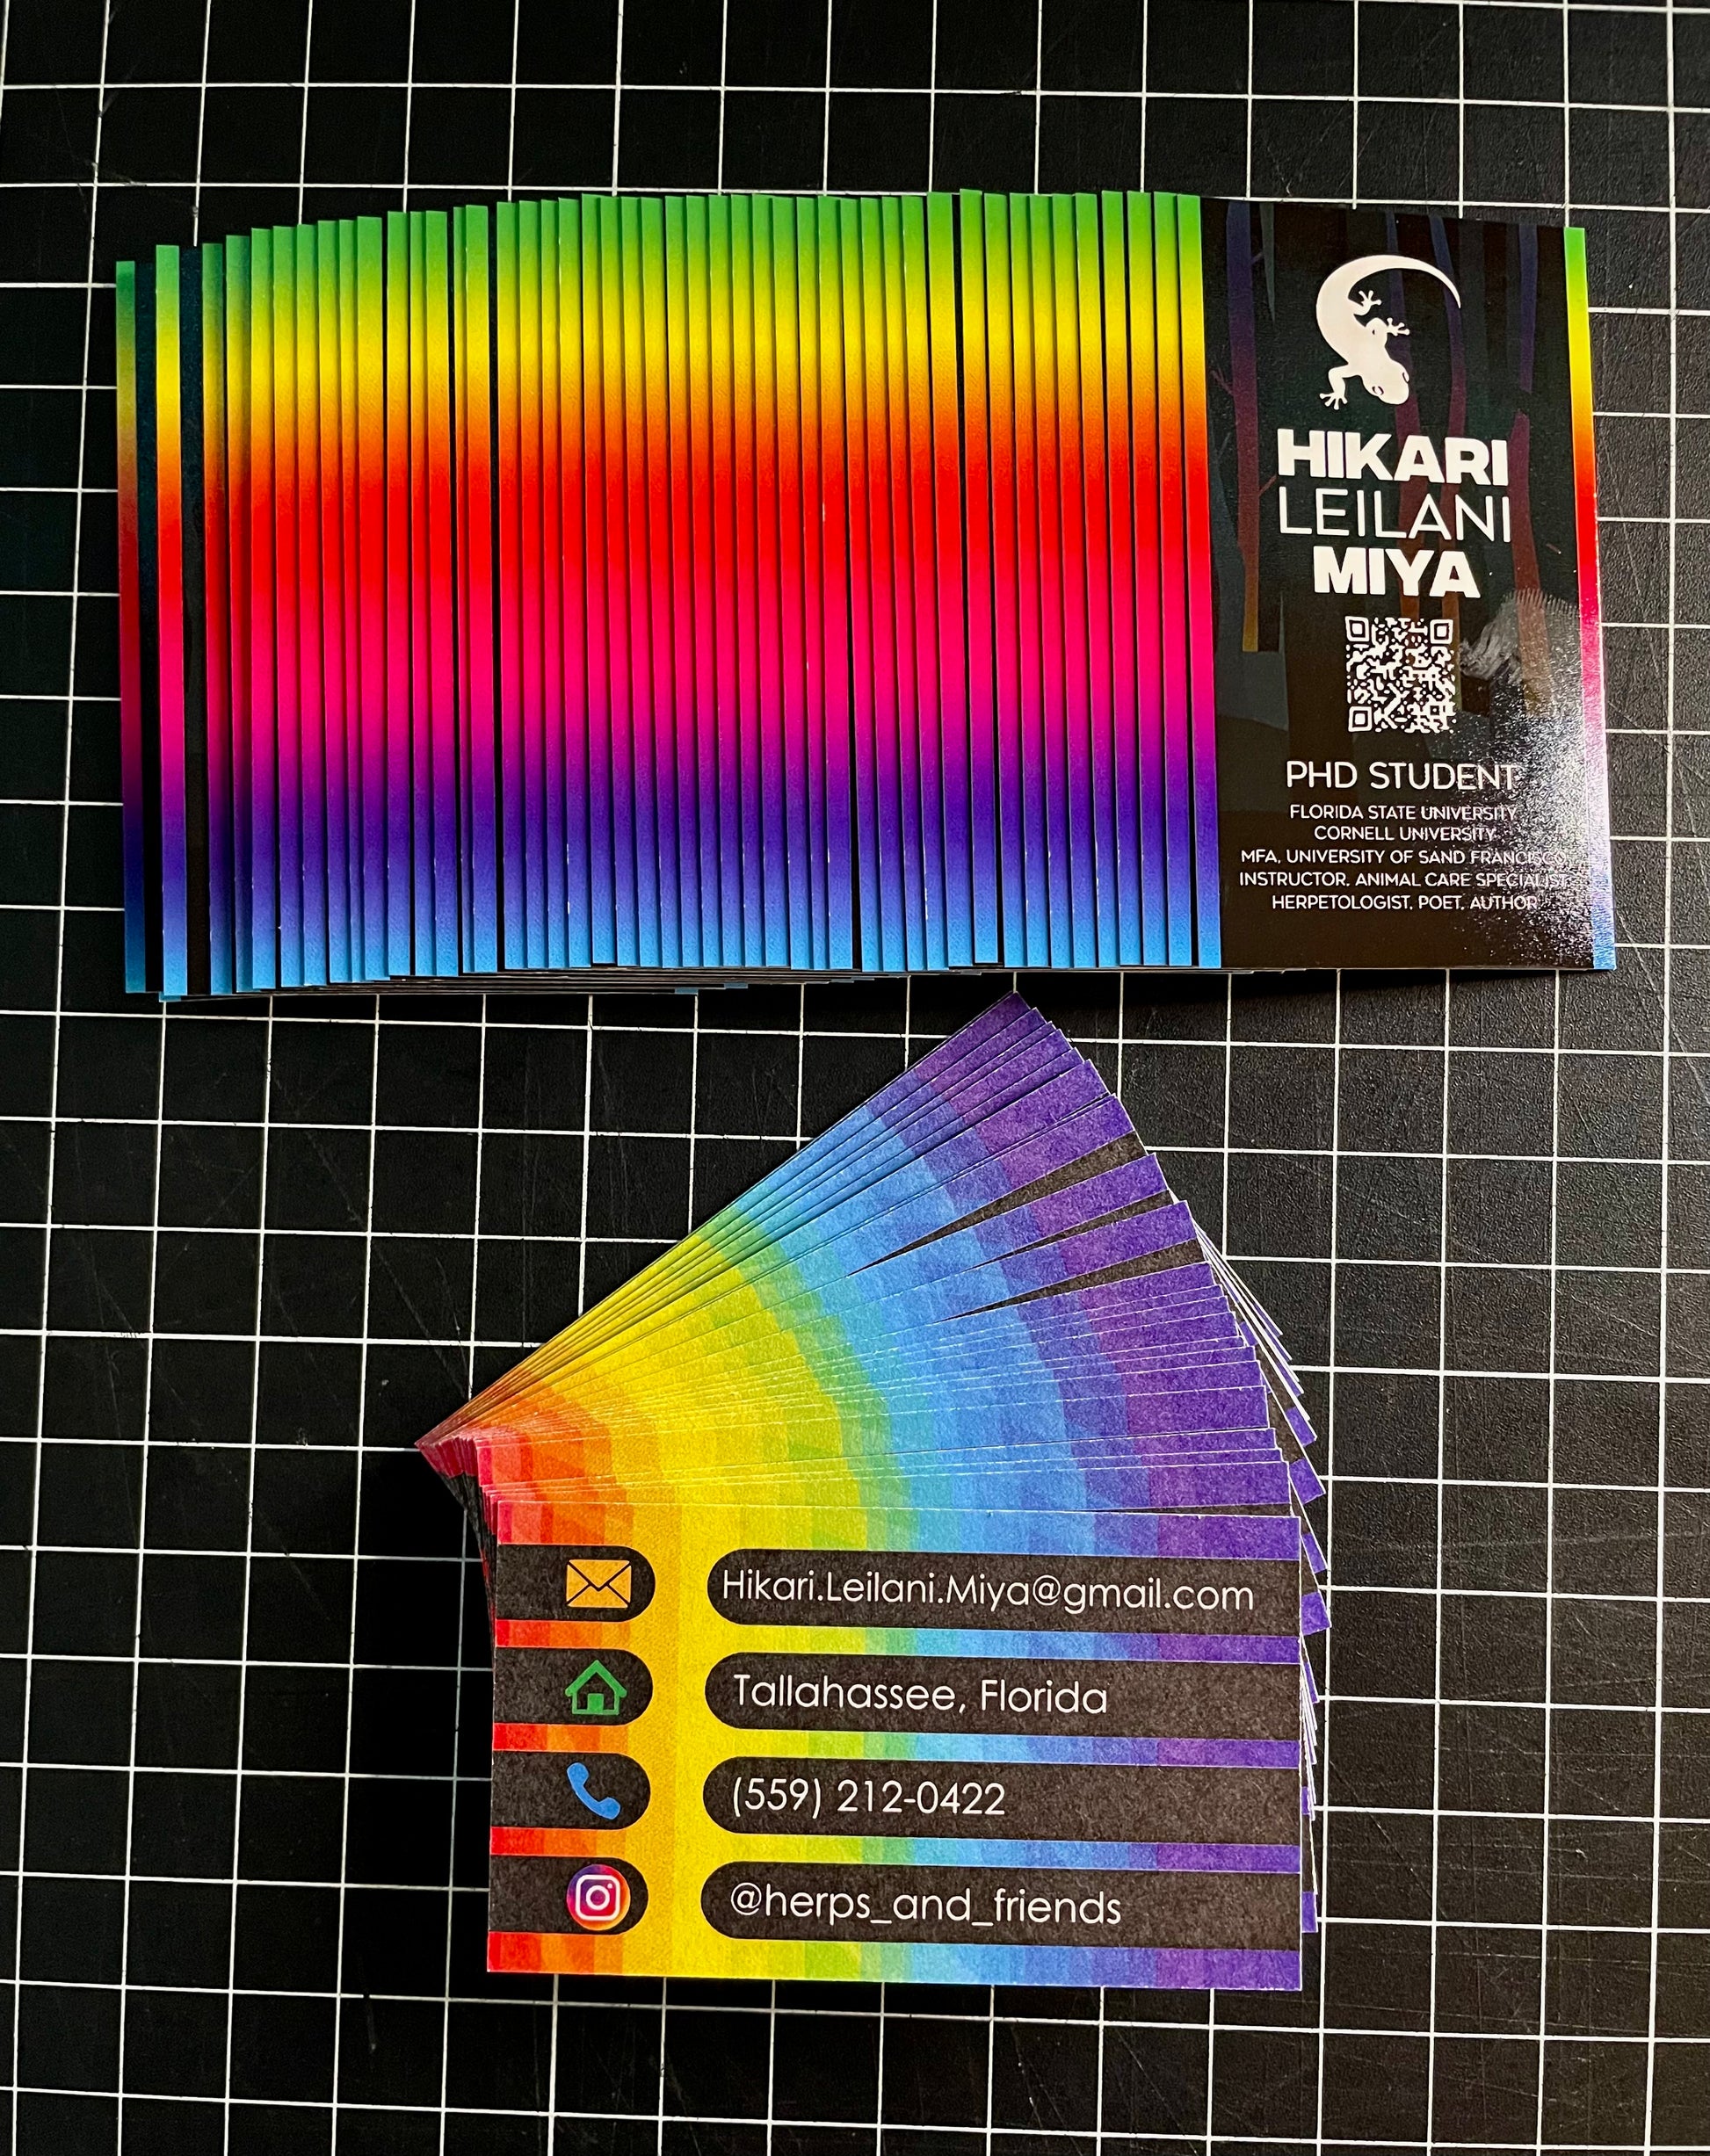 HIKARI
LEILANI
MIYA
PHD STUDENT
FLORIDA STATE UNIVERSITY
CORNELL UNIVERSITY
MFA, UNIVERSITY OF SAND FRANCISCO
INSTRUCTOR, ANIMAL CARE SPECIALIST
HERPETOLOGIST, POET, AUTHOR
Hikari.Leilani.Miya@gmail.com
Tallahassee, Florida
(559) 212-0422
@herps_and_friends